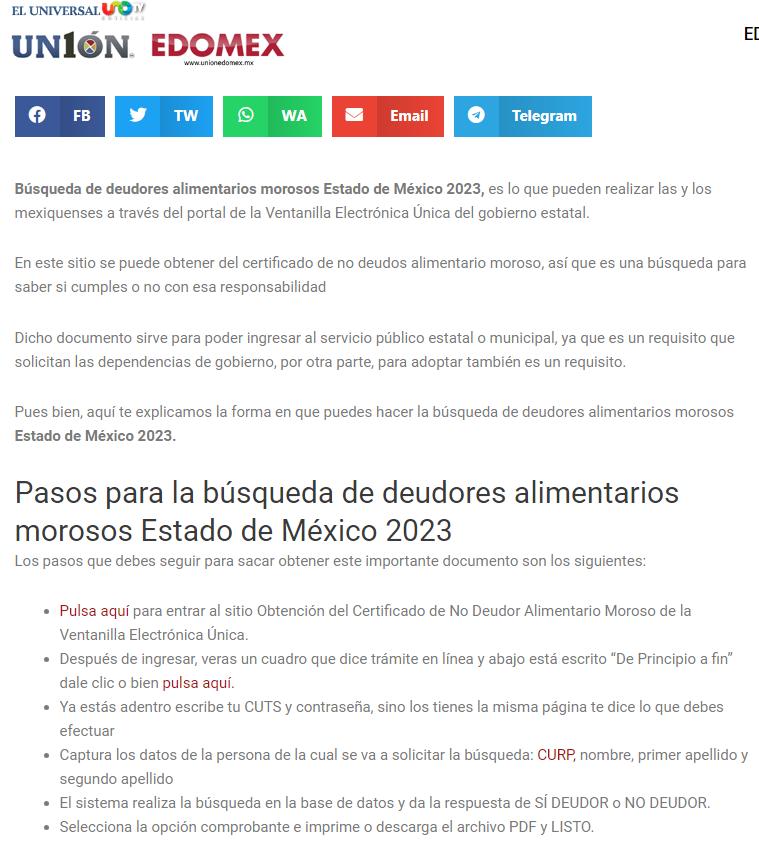 EL UNIVERSAL UNOTV
NOTICIAS
UN1ÓN EDOMEX
www.unionedomex.mx
ED
FB
TW
WA
Email
Telegram
Búsqueda de deudores alimentarios morosos Estado de México 2023, es lo que pueden realizar las y los
mexiquenses a través del portal de la Ventanilla Electrónica Única del gobierno estatal.
En este sitio se puede obtener del certificado de no deudos alimentario moroso, así que es una búsqueda para
saber si cumples o no con esa responsabilidad
Dicho documento sirve para poder ingresar al servicio público estatal o municipal, ya que es un requisito que
solicitan las dependencias de gobierno, por otra parte, para adoptar también es un requisito.
Pues bien, aquí te explicamos la forma en que puedes hacer la búsqueda de deudores alimentarios morosos
Estado de México 2023.
Pasos para la búsqueda de deudores alimentarios
morosos Estado de México 2023
Los pasos que debes seguir para sacar obtener este importante documento son los siguientes:
• Pulsa aquí para entrar al sitio Obtención del Certificado de No Deudor Alimentario Moroso de la
Ventanilla Electrónica Única.
• Después de ingresar, veras un cuadro que dice trámite en línea y abajo está escrito “De Principio a fin”
dale clic o bien pulsa aquí.
• Ya estás adentro escribe tu CUTS y contraseña, sino los tienes la misma página te dice lo que debes
efectuar
• Captura los datos de la persona de la cual se va a solicitar la búsqueda: CURP, nombre, primer apellido y
segundo apellido
• El sistema realiza la búsqueda en la base de datos y da la respuesta de SÍ DEUDOR o NO DEUDOR.
• Selecciona la opción comprobante e imprime o descarga el archivo PDF y LISTO.